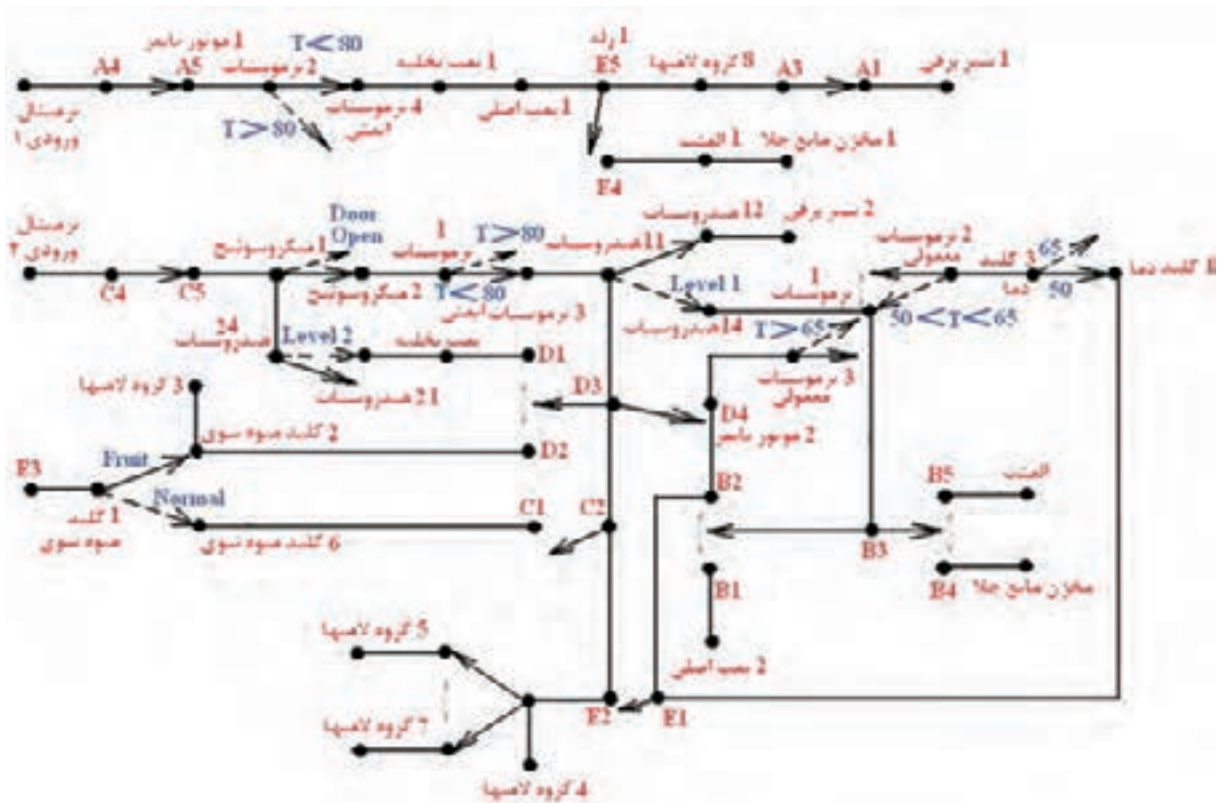 T<80
موتور تایمر 1
رله 1
A4
A5
ترموستات 2
پمپ تخلیه 1
E5
گروه لامپها 8
A3
A1
شیر برقی 1
ترمینال
ورودی 1
T>80
ترموستات 4
ایمنی
پمپ اصلی 1
E4
المنت 1
مخزن مایع جلا 1
ترمینال
ورودی 2
C4
C5
میکروسوئیچ 1
Door
Open
میکروسوئیچ 2
ترموستات
1
T>80
T<80
ترموستات ایمنی 3
هیدروستات 11
هیدروستات 12
شیر برقی 2
Level 1
هیدروستات 14
ترموستات
1
ترموستات 2
معمولی
کلید 3
دما
65
50
کلید دما
50<T<65
T>65
ترموستات 3
معمولی
هیدروستات
24
Level 2
پمپ تخلیه
D1
هیدروستات 21
D3
D4
موتور تایمر 2
گروه لامپها 3
کلید میوه شوی 2
D2
E3
Fruit
Normal
کلید 1
میوه شوی
کلید میوه شوی 6
C1
C2
B2
B3
B5
المنت
B4
مخزن مایع جلا
B1
پمپ اصلی 2
گروه لامپها 5
گروه لامپها 7
گروه لامپها 4
E2
E1